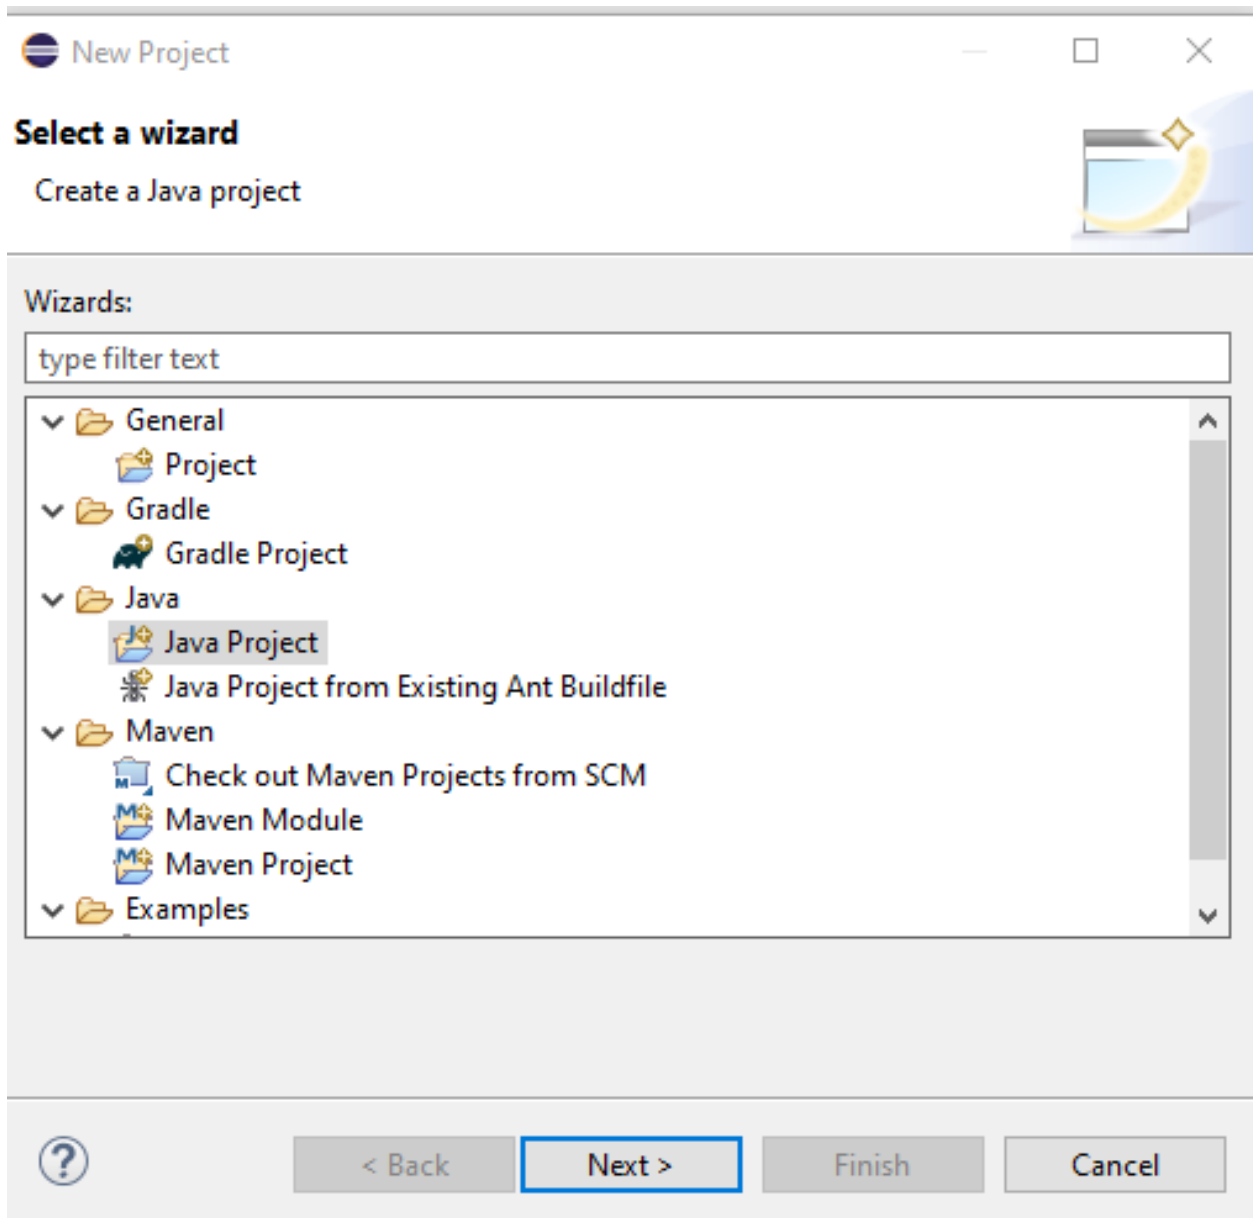 New Project
Select a wizard
Create a Java project
Wizards:
type filter text
General
Project
Gradle
Gradle Project
Java
Java Project
Java Project from Existing Ant Buildfile
Maven
Check out Maven Projects from SCM
Maven Module
Maven Project
Examples
? < Back Next > Finish Cancel